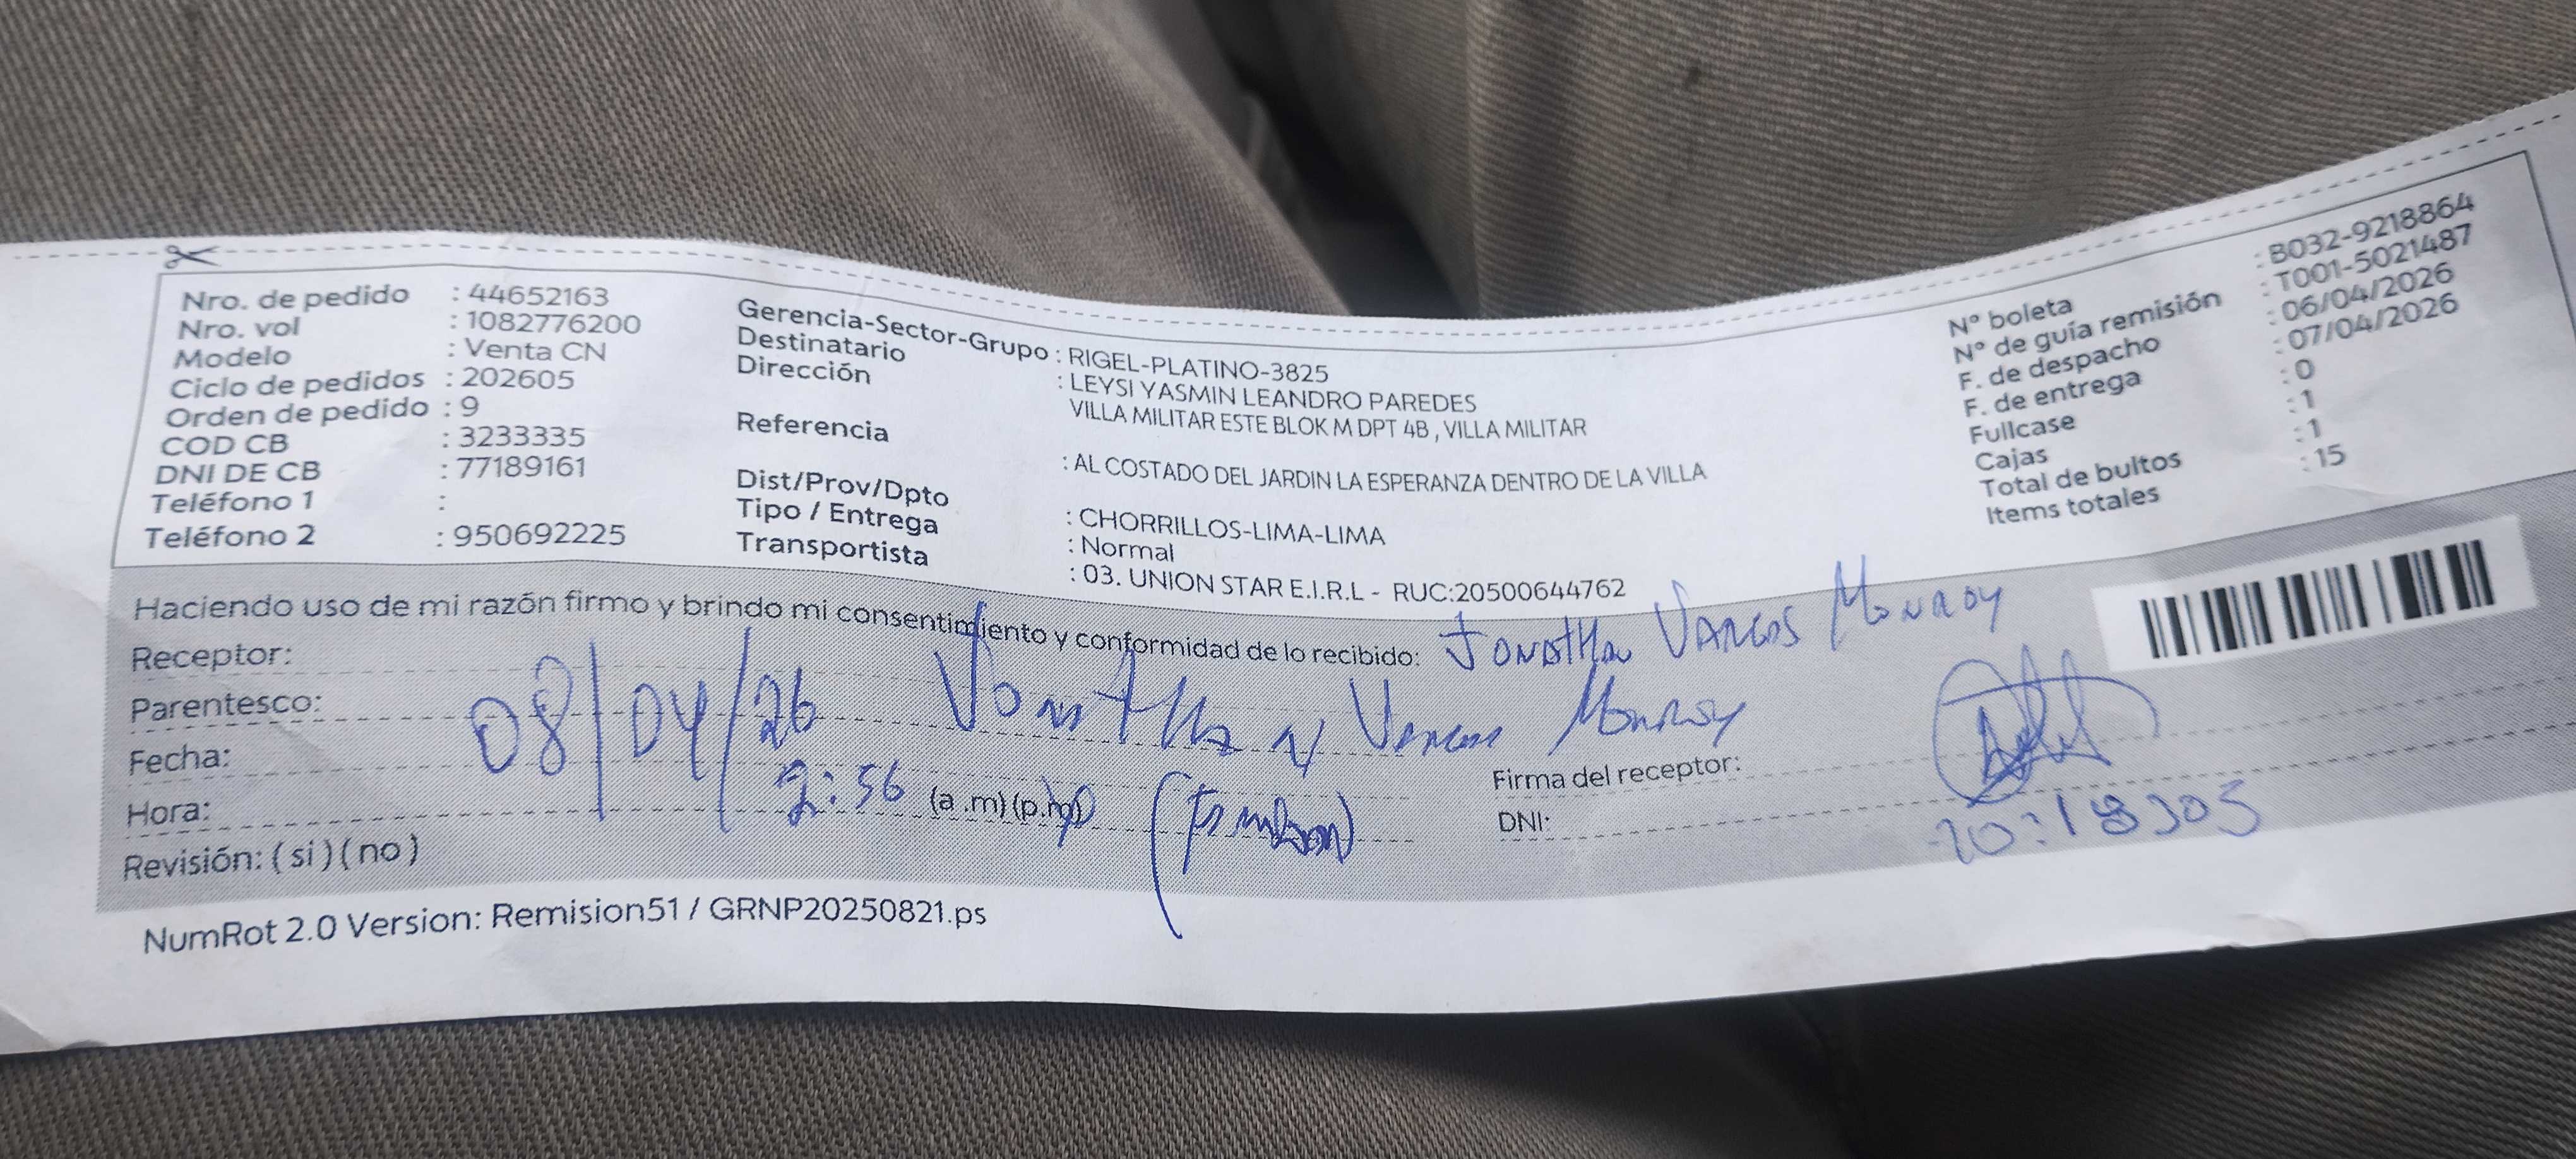 Nro. de pedido : 44652163
Nro. vol : 1082776200
Modelo : Venta CN
Ciclo de pedidos : 202605
Orden de pedido : 9
COD CB : 3233335
DNI DE CB : 77189161
Teléfono 1 :
Teléfono 2 : 950692225
Gerencia-Sector-Grupo : RIGEL-PLATINO-3825
Destinatario : LEYSI YASMIN LEANDRO PAREDES
Dirección VILLA MILITAR ESTE BLOK M DPT 4B , VILLA MILITAR
Referencia : AL COSTADO DEL JARDIN LA ESPERANZA DENTRO DE LA VILLA
Dist/Prov/Dpto : CHORRILLOS-LIMA-LIMA
Tipo / Entrega : Normal
Transportista : 03. UNION STAR E.I.R.L - RUC:20500644762
N° boleta : B032-9218864
N° de guía remisión : T001-5021487
F. de despacho : 06/04/2026
F. de entrega : 07/04/2026
Fullcase : 0
Cajas : 1
Total de bultos : 1
Items totales : 15
Haciendo uso de mi razón firmo y brindo mi consentimiento y conformidad de lo recibido: Jonathan Vargas Monroy
Receptor:
Parentesco: Jonathan Vargas Monroy
Fecha: 08/04/26
Hora: 2:56 (a.m)(p.m)
Revisión: (si)(no)
Firma del receptor:
DNI:
NumRot 2.0 Version: Remision51 / GRNP20250821.ps